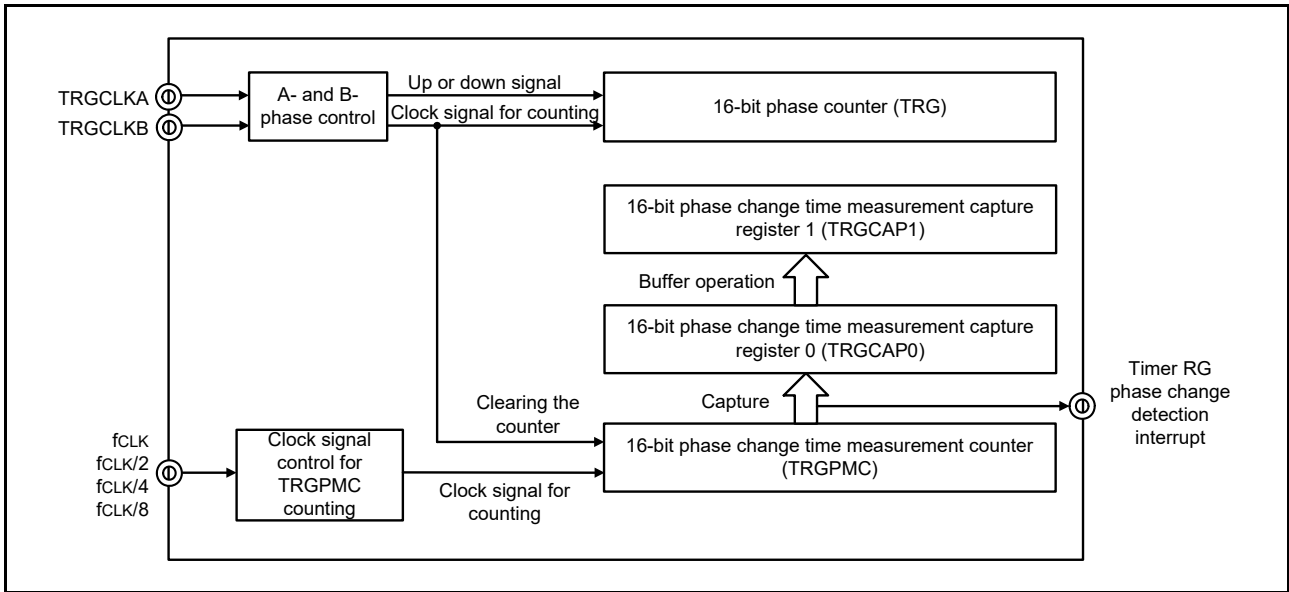 TRGCLKA
TRGCLKB
A- and B-
phase control
Up or down signal
Clock signal for counting
16-bit phase counter (TRG)
16-bit phase change time measurement capture
register 1 (TRGCAP1)
Buffer operation
16-bit phase change time measurement capture
register 0 (TRGCAP0)
Capture
Timer RG
phase change
detection
interrupt
Clearing the
counter
16-bit phase change time measurement counter
(TRGPMC)
fCLK
fCLK/2
fCLK/4
fCLK/8
Clock signal
control for
TRGPMC
counting
Clock signal for
counting